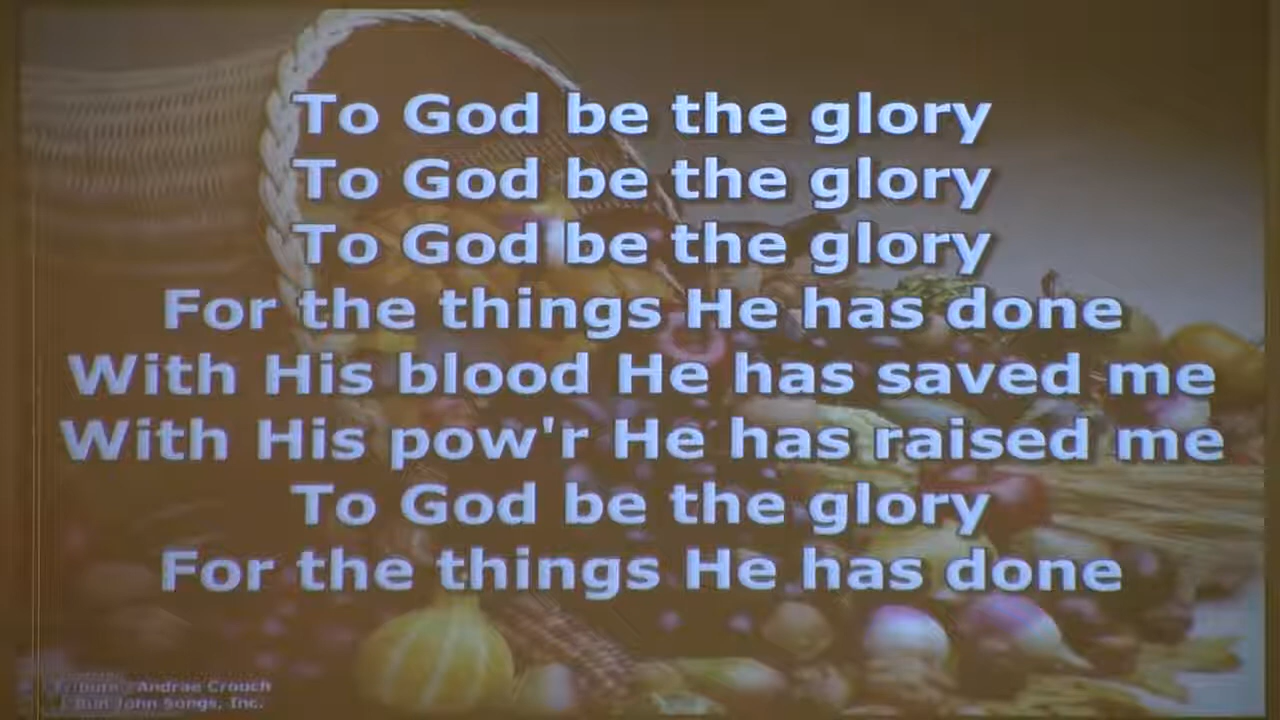 To God be the glory
To God be the glory
To God be the glory
For the things He has done
With His blood He has saved me
With His pow'r He has raised me
To God be the glory
For the things He has done
Andrae Crouch
John Songs, Inc.